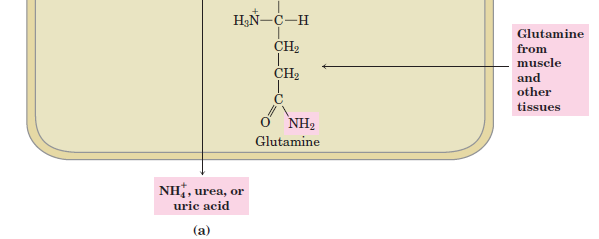 H₃N⁺—C—H
CH₂
CH₂
C
O NH₂
Glutamine
Glutamine
from
muscle
and
other
tissues
NH₄⁺, urea, or
uric acid
(a)